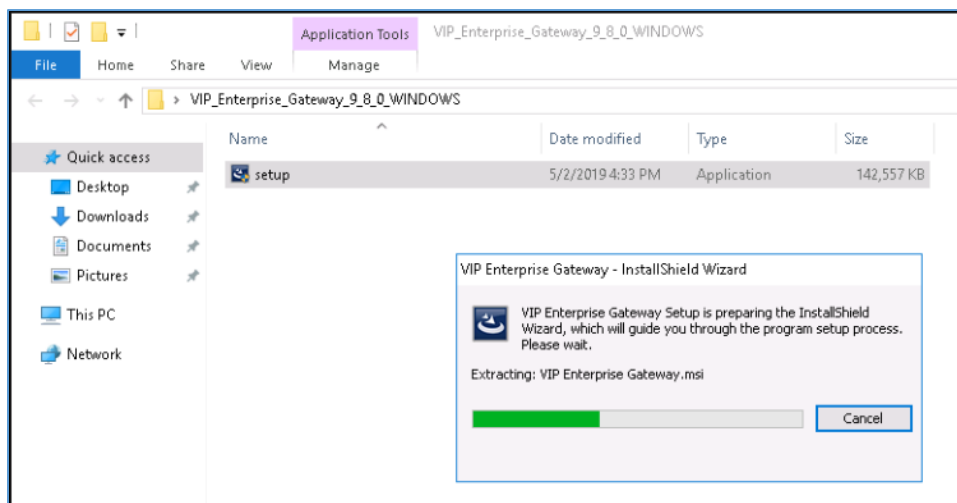 Application Tools
VIP_Enterprise_Gateway_9_8_0_WINDOWS
File
Home
Share
View
Manage
VIP_Enterprise_Gateway_9_8_0_WINDOWS
Name
Date modified
Type
Size
Quick access
setup
5/2/2019 4:33 PM
Application
142,557 KB
Desktop
Downloads
Documents
Pictures
This PC
Network
VIP Enterprise Gateway - InstallShield Wizard
VIP Enterprise Gateway Setup is preparing the InstallShield
Wizard, which will guide you through the program setup process.
Please wait.
Extracting: VIP Enterprise Gateway.msi
Cancel